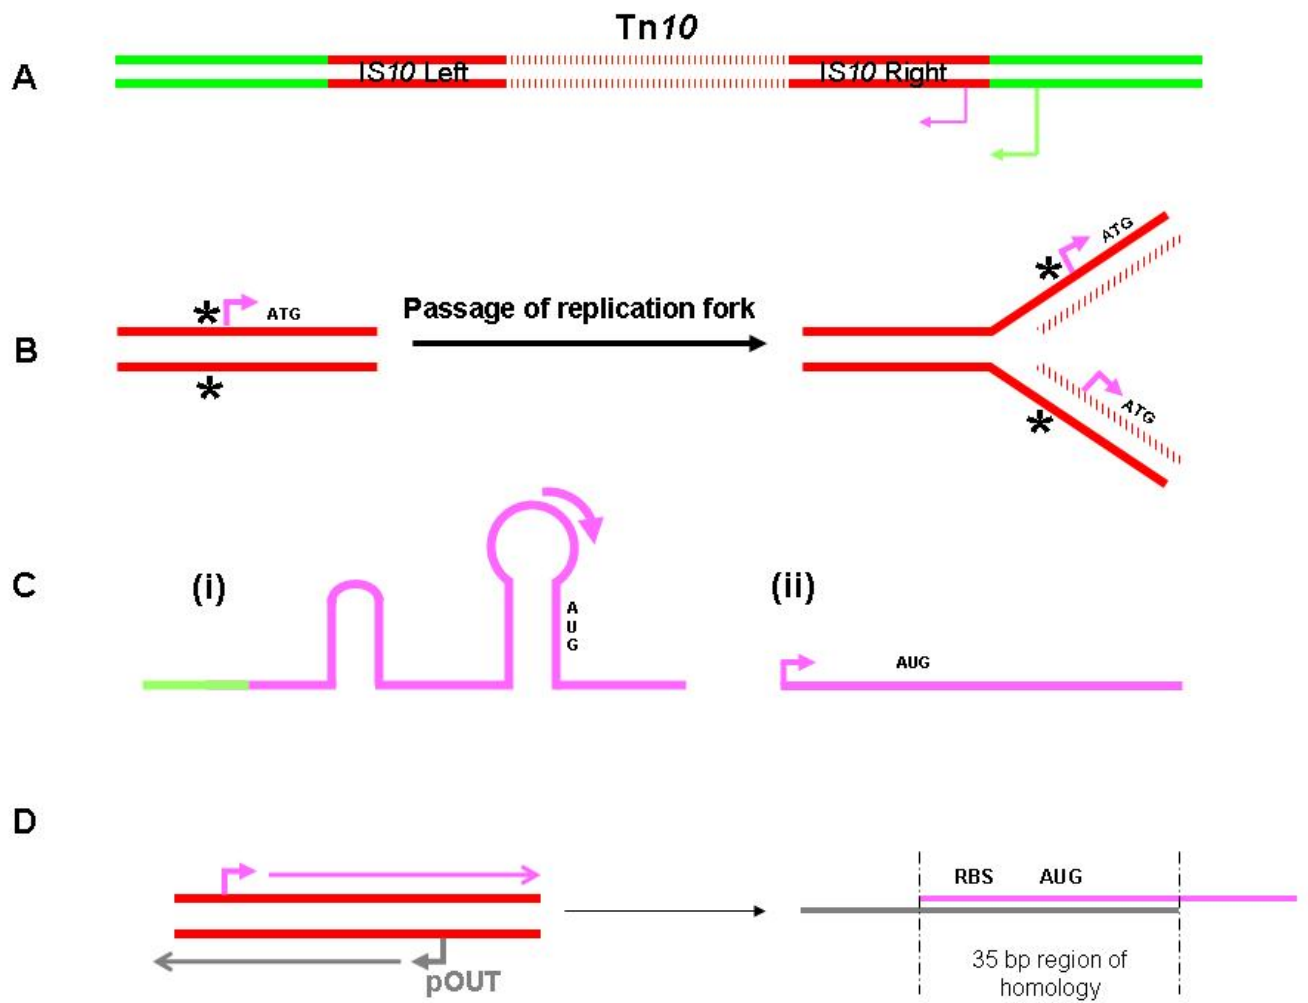 Tn10
A
IS10 Left
IS10 Right
B
*
ATG
*
Passage of replication fork
*
ATG
ATG
*
C
(i)
AUG
(ii)
AUG
D
pOUT
RBS
AUG
35 bp region of
homology